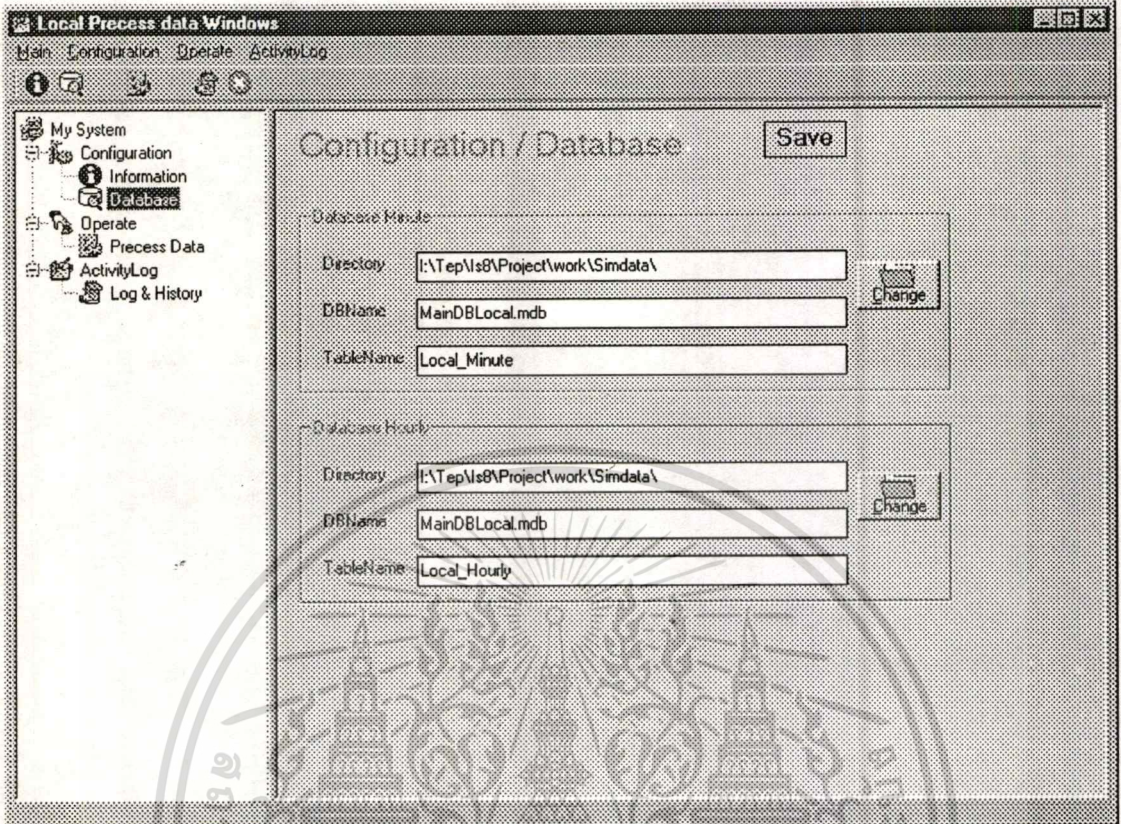 Local Precess data Windows
Main Configuration Operate ActivityLog
My System
Configuration
Information
Database
Operate
Precess Data
ActivityLog
Log & History
Configuration / Database
Save
Database Minute
Directory I:\Tep\Is8\Project\work\Simdata\
Change
DBName MainDBLocal.mdb
TableName Local_Minute
Database Hourly
Directory I:\Tep\Is8\Project\work\Simdata\
Change
DBName MainDBLocal.mdb
TableName Local_Hourly